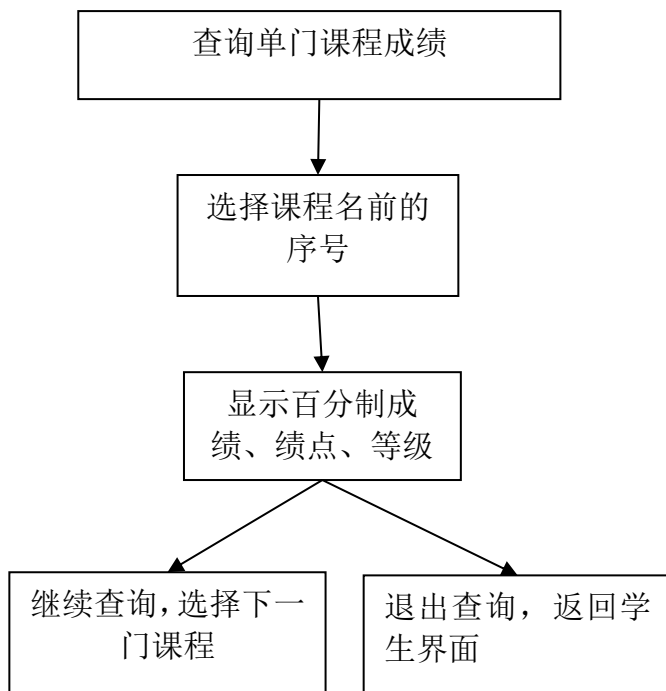 查询单门课程成绩
选择课程名前的
序号
显示百分制成
绩、绩点、等级
继续查询,选择下一
门课程
退出查询，返回学
生界面